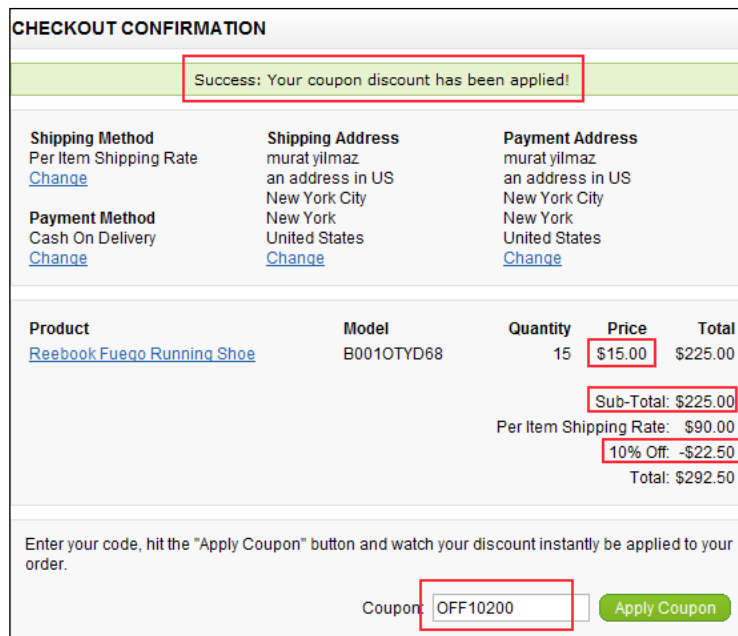 CHECKOUT CONFIRMATION
Success: Your coupon discount has been applied!
Shipping Method
Per Item Shipping Rate
Change
Payment Method
Cash On Delivery
Change
Shipping Address
murat yilmaz
an address in US
New York City
New York
United States
Change
Payment Address
murat yilmaz
an address in US
New York City
New York
United States
Change
Product Model Quantity Price Total
Reebook Fuego Running Shoe B001OTYD68 15 $15.00 $225.00
Sub-Total: $225.00
Per Item Shipping Rate: $90.00
10% Off: -$22.50
Total: $292.50
Enter your code, hit the "Apply Coupon" button and watch your discount instantly be applied to your
order.
Coupon: OFF10200 Apply Coupon